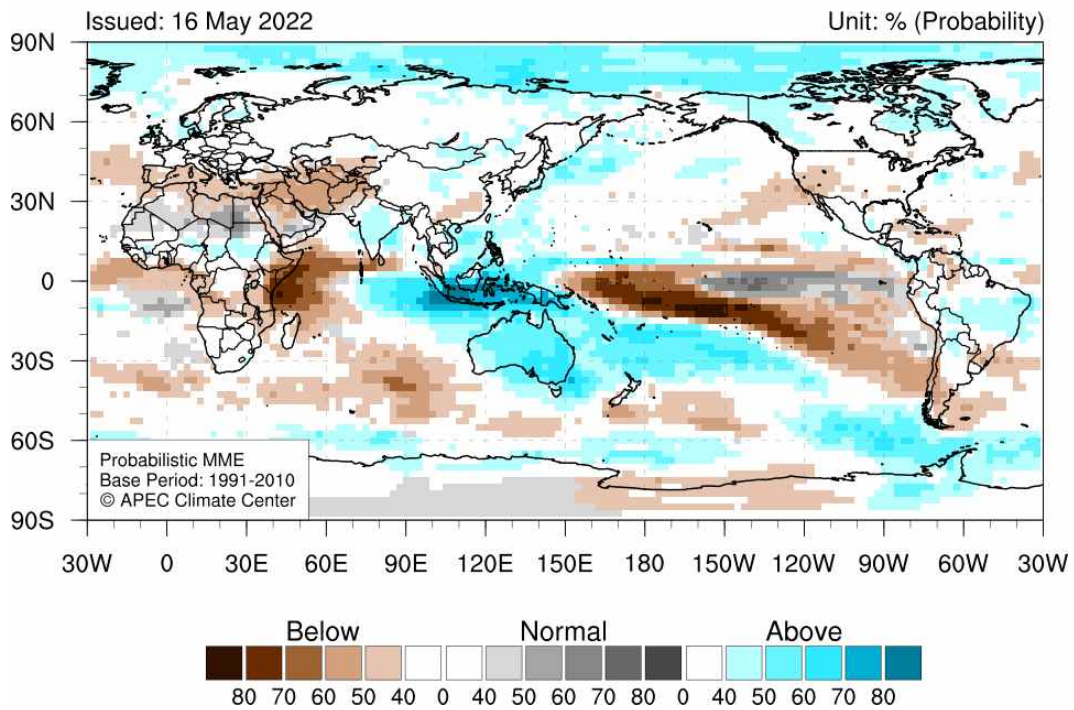 Issued: 16 May 2022 Unit: % (Probability)
90N
60N
30N
0
30S
60S
90S
Probabilistic MME
Base Period: 1991-2010
© APEC Climate Center
30W 0 30E 60E 90E 120E 150E 180 150W 120W 90W 60W 30W
Below Normal Above
80 70 60 50 40 0 40 50 60 70 80 0 40 50 60 70 80